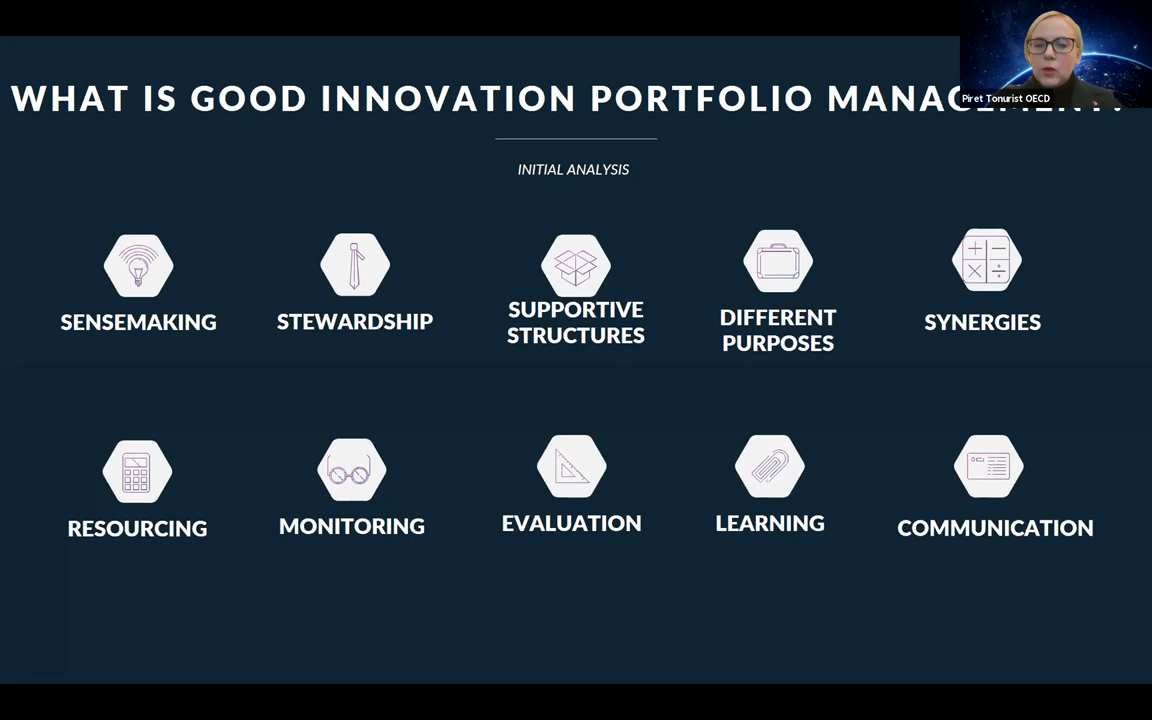 WHAT IS GOOD INNOVATION PORTFOLIO MANAGEMENT?
Piret Tonurist OECD
INITIAL ANALYSIS
SENSEMAKING
STEWARDSHIP
SUPPORTIVE
STRUCTURES
DIFFERENT
PURPOSES
SYNERGIES
RESOURCING
MONITORING
EVALUATION
LEARNING
COMMUNICATION